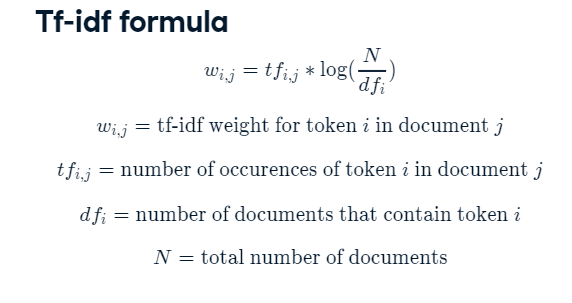 Tf-idf formula
w_{i,j} = tf_{i,j} * log(N/df_i)
w_{i,j} = tf-idf weight for token i in document j
tf_{i,j} = number of occurences of token i in document j
df_i = number of documents that contain token i
N = total number of documents